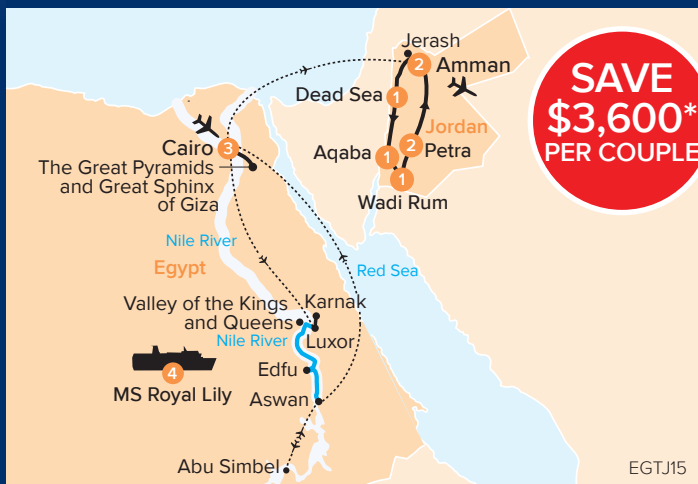 Jerash
2
Amman
SAVE
$3,600*
PER COUPLE
Dead Sea
1
Jordan
Cairo
3
Aqaba
1
2
Petra
The Great Pyramids
and Great Sphinx
of Giza
1
Wadi Rum
Nile River
Egypt
Red Sea
Valley of the Kings
and Queens
Karnak
Nile River
Luxor
4
MS Royal Lily
Edfu
Aswan
Abu Simbel
EGTJ15